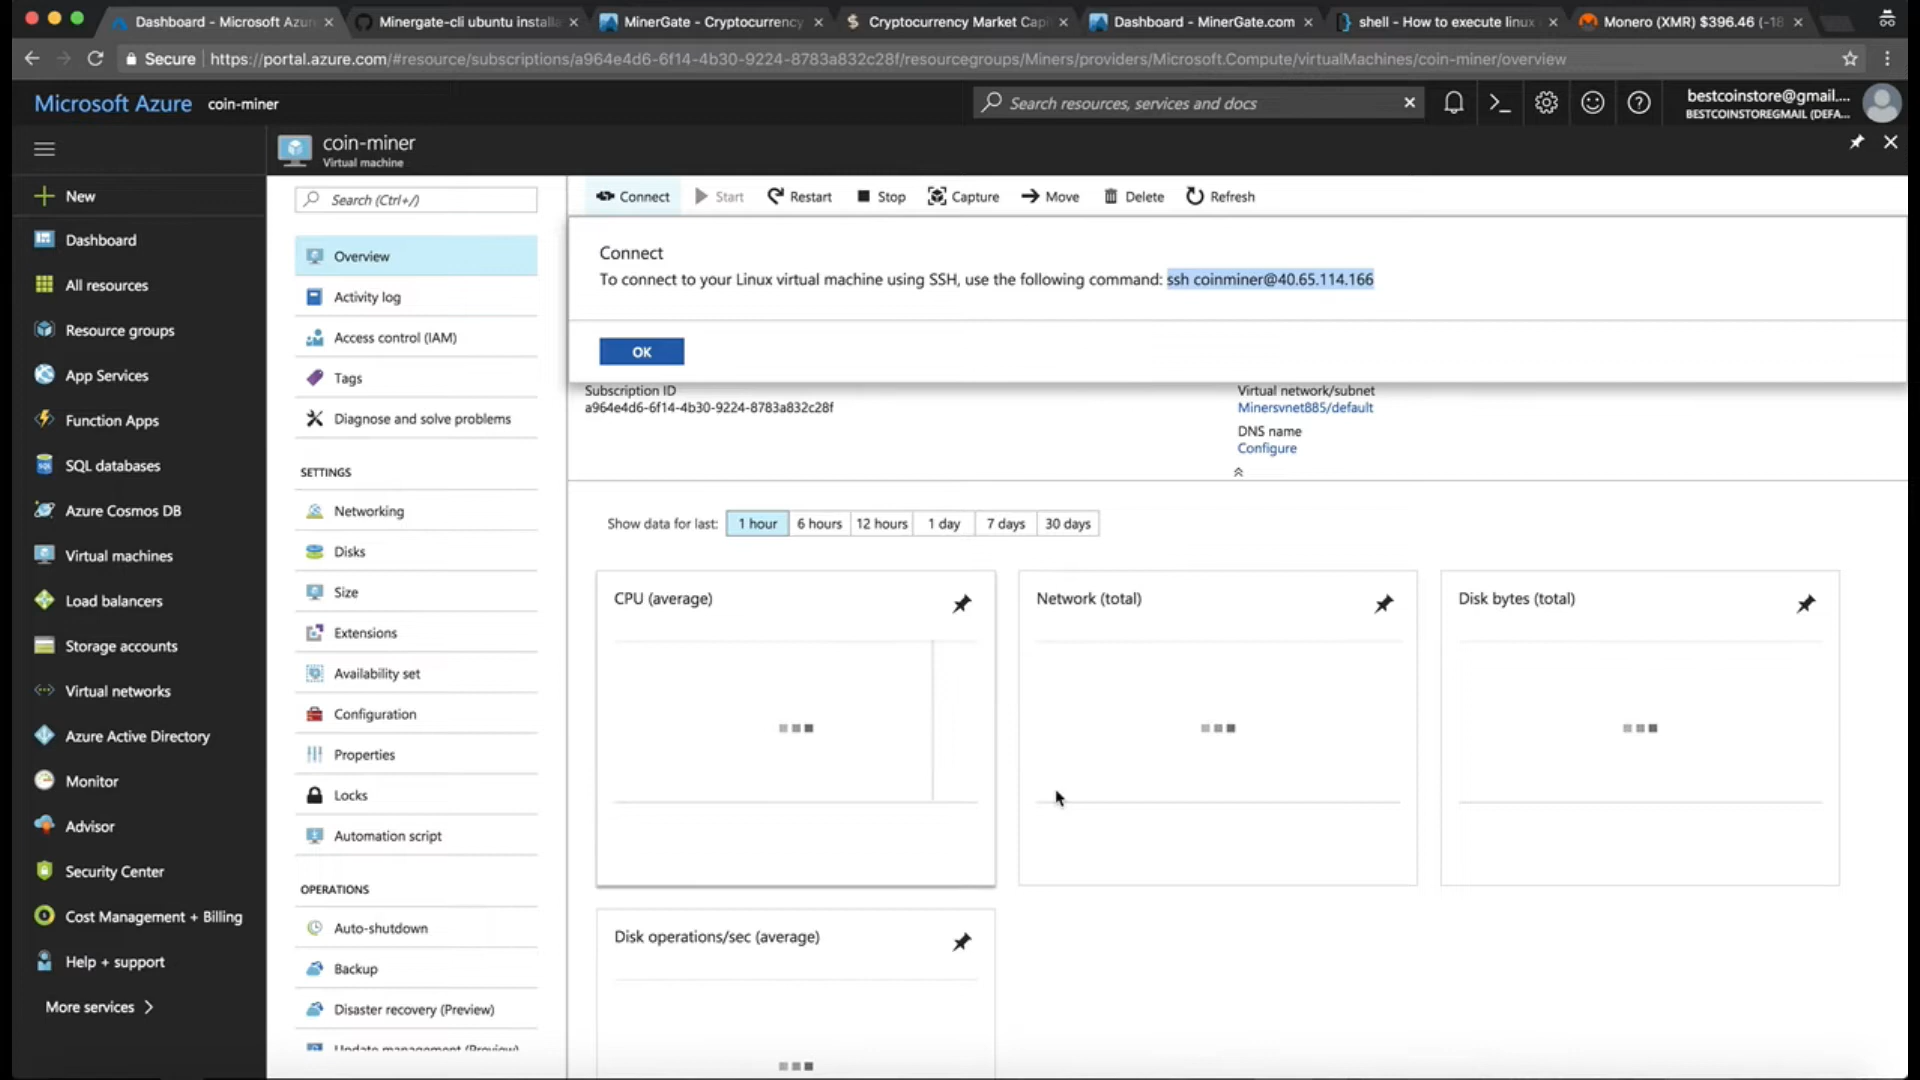 Dashboard - Microsoft Azur
Minergate-cli ubuntu installa
MinerGate - Cryptocurrency
Cryptocurrency Market Cap
Dashboard - MinerGate.com
shell - How to execute linux
Monero (XMR) $396.46 (-18
Secure
https://portal.azure.com/#resource/subscriptions/a964e4d6-6f14-4b30-9224-8783a832c28f/resourcegroups/Miners/providers/Microsoft.Compute/virtualMachines/coin-miner/overview
Microsoft Azure coin-miner
Search resources, services and docs
bestcoinstore@gmail....
BESTCOINSTOREGMAIL (DEFA...
coin-miner
Virtual machine
New
Dashboard
All resources
Resource groups
App Services
Function Apps
SQL databases
Azure Cosmos DB
Virtual machines
Load balancers
Storage accounts
Virtual networks
Azure Active Directory
Monitor
Advisor
Security Center
Cost Management + Billing
Help + support
More services
Search (Ctrl+/)
Overview
Activity log
Access control (IAM)
Tags
Diagnose and solve problems
SETTINGS
Networking
Disks
Size
Extensions
Availability set
Configuration
Properties
Locks
Automation script
OPERATIONS
Auto-shutdown
Backup
Disaster recovery (Preview)
Update management (Preview)
Connect Start Restart Stop Capture Move Delete Refresh
Connect
To connect to your Linux virtual machine using SSH, use the following command: ssh coinminer@40.65.114.166
OK
Subscription ID
a964e4d6-6f14-4b30-9224-8783a832c28f
Virtual network/subnet
Minersvnet885/default
DNS name
Configure
Show data for last: 1 hour 6 hours 12 hours 1 day 7 days 30 days
CPU (average)
Network (total)
Disk bytes (total)
Disk operations/sec (average)